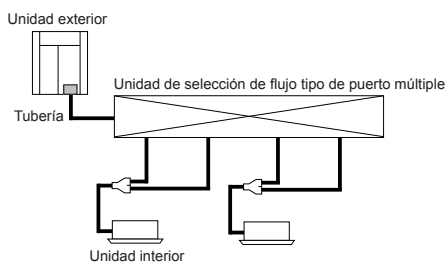 Unidad exterior
Unidad de selección de flujo tipo de puerto múltiple
Tubería
Unidad interior